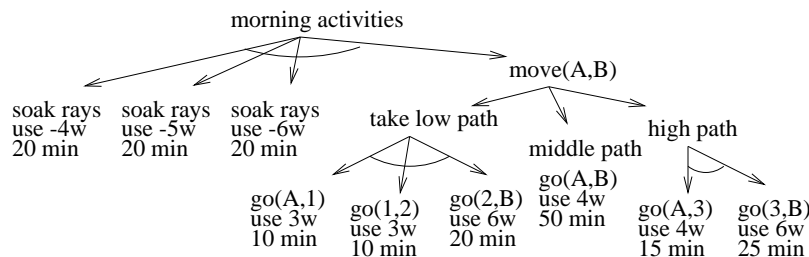 morning activities
move(A,B)
soak rays
use -4w
20 min
soak rays
use -5w
20 min
soak rays
use -6w
20 min
take low path
middle path
go(A,B)
use 4w
50 min
high path
go(A,1)
use 3w
10 min
go(1,2)
use 3w
10 min
go(2,B)
use 6w
20 min
go(A,3)
use 4w
15 min
go(3,B)
use 6w
25 min